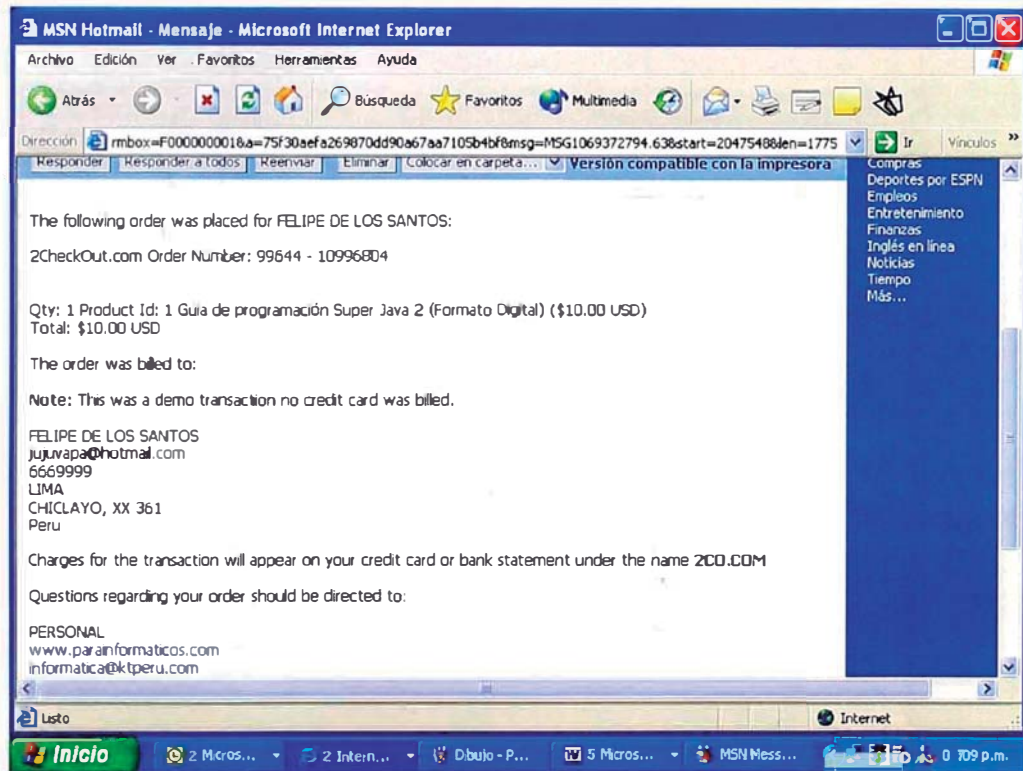 MSN Hotmail - Mensaje - Microsoft Internet Explorer
Archivo Edición Ver Favoritos Herramientas Ayuda
Atrás Búsqueda Favoritos Multimedia
Dirección rmbox=F000000001&a=75f30aefa269870dd90a67aa7105b4bf&msg=MSG1069372794.63&start=2047548&len=1775 Ir Vínculos »
Responder Responder a todos Reenviar Eliminar Colocar en carpeta... Versión compatible con la impresora
Compras
Deportes por ESPN
Empleos
Entretenimiento
Finanzas
Inglés en línea
Noticias
Tiempo
Más...
The following order was placed for FELIPE DE LOS SANTOS:
2CheckOut.com Order Number: 99644 - 10996804
Qty: 1 Product Id: 1 Guia de programación Super Java 2 (Formato Digital) ($10.00 USD)
Total: $10.00 USD
The order was billed to:
Note: This was a demo transaction no credit card was billed.
FELIPE DE LOS SANTOS
jujuvapa@hotmail.com
6669999
LIMA
CHICLAYO, XX 361
Peru
Charges for the transaction will appear on your credit card or bank statement under the name 2CO.COM
Questions regarding your order should be directed to:
PERSONAL
www.parainformaticos.com
informatica@ktperu.com
Listo Internet
Inicio 2 Micros... 2 Intern... Dibujo - P... 5 Micros... MSN Mess... 709 p.m.